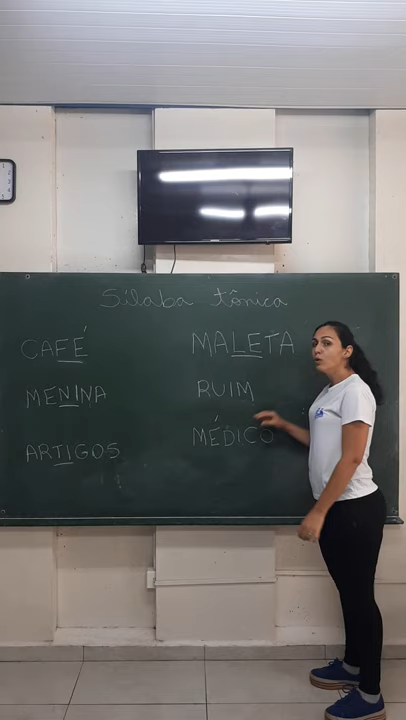 Sílaba tônica
CAFÉ
MENINA
ARTIGOS
MALETA
RUIM
MÉDICO